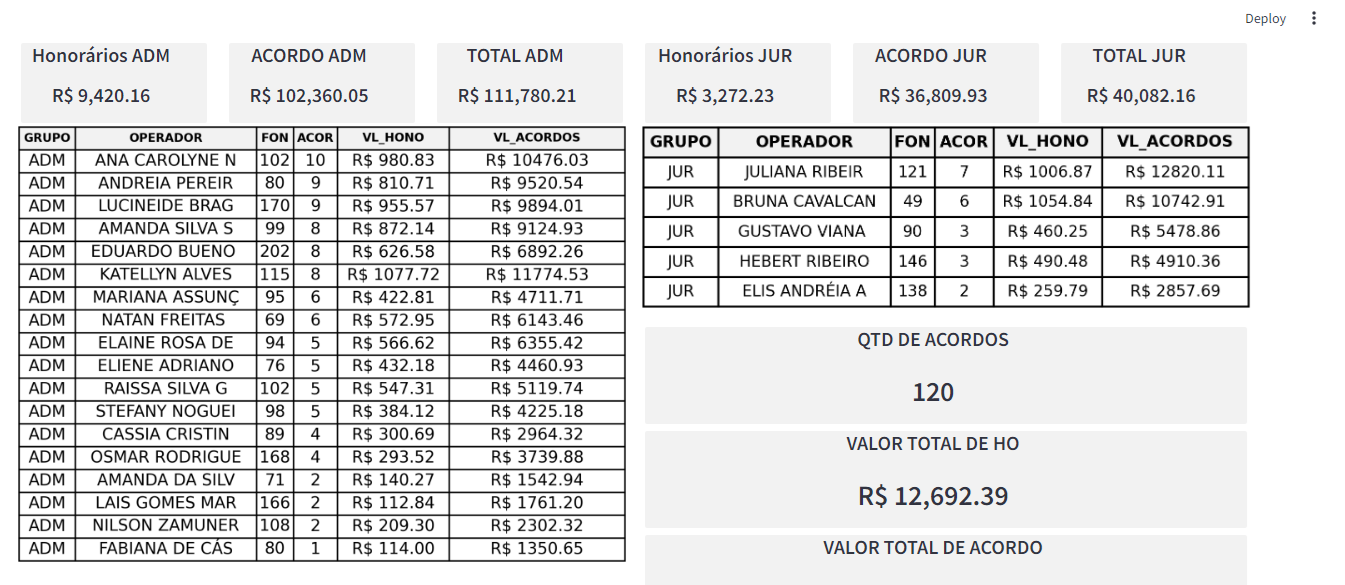 Deploy
Honorários ADM
R$ 9,420.16
ACORDO ADM
R$ 102,360.05
TOTAL ADM
R$ 111,780.21
Honorários JUR
R$ 3,272.23
ACORDO JUR
R$ 36,809.93
TOTAL JUR
R$ 40,082.16
GRUPO OPERADOR FON ACOR VL_HONO VL_ACORDOS
ADM ANA CAROLYNE N 102 10 R$ 980.83 R$ 10476.03
ADM ANDREIA PEREIR 80 9 R$ 810.71 R$ 9520.54
ADM LUCINEIDE BRAG 170 9 R$ 955.57 R$ 9894.01
ADM AMANDA SILVA S 99 8 R$ 872.14 R$ 9124.93
ADM EDUARDO BUENO 202 8 R$ 626.58 R$ 6892.26
ADM KATELLYN ALVES 115 8 R$ 1077.72 R$ 11774.53
ADM MARIANA ASSUNÇ 95 6 R$ 422.81 R$ 4711.71
ADM NATAN FREITAS 69 6 R$ 572.95 R$ 6143.46
ADM ELAINE ROSA DE 94 5 R$ 566.62 R$ 6355.42
ADM ELIENE ADRIANO 76 5 R$ 432.18 R$ 4460.93
ADM RAISSA SILVA G 102 5 R$ 547.31 R$ 5119.74
ADM STEFANY NOGUEI 98 5 R$ 384.12 R$ 4225.18
ADM CASSIA CRISTIN 89 4 R$ 300.69 R$ 2964.32
ADM OSMAR RODRIGUE 168 4 R$ 293.52 R$ 3739.88
ADM AMANDA DA SILV 71 2 R$ 140.27 R$ 1542.94
ADM LAIS GOMES MAR 166 2 R$ 112.84 R$ 1761.20
ADM NILSON ZAMUNER 108 2 R$ 209.30 R$ 2302.32
ADM FABIANA DE CÁS 80 1 R$ 114.00 R$ 1350.65
GRUPO OPERADOR FON ACOR VL_HONO VL_ACORDOS
JUR JULIANA RIBEIR 121 7 R$ 1006.87 R$ 12820.11
JUR BRUNA CAVALCAN 49 6 R$ 1054.84 R$ 10742.91
JUR GUSTAVO VIANA 90 3 R$ 460.25 R$ 5478.86
JUR HEBERT RIBEIRO 146 3 R$ 490.48 R$ 4910.36
JUR ELIS ANDRÉIA A 138 2 R$ 259.79 R$ 2857.69
QTD DE ACORDOS
120
VALOR TOTAL DE HO
R$ 12,692.39
VALOR TOTAL DE ACORDO